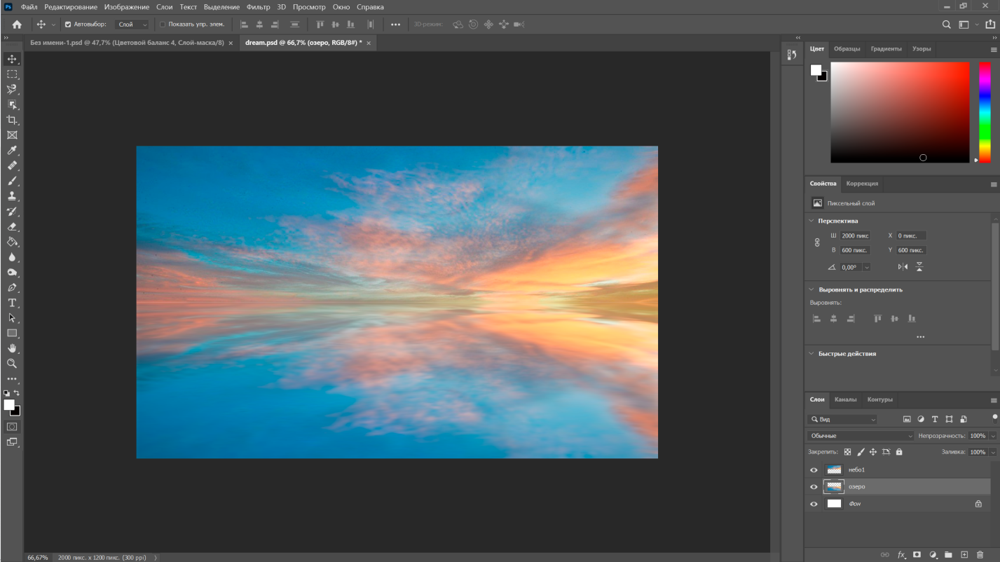 Ps Файл Редактирование Изображение Слои Текст Выделение Фильтр 3D Просмотр Окно Справка
Автовыбор: Слой Показать упр. элем. 3D-режим:
Без имени-1.psd @ 47,7% (Цветовой баланс 4, Слой-маска/8) × dream.psd @ 66,7% (озеро, RGB/8#) * ×
Цвет Образцы Градиенты Узоры
Свойства Коррекция
Пиксельный слой
Перспектива
Ш 2000 пикс X 0 пикс.
В 600 пикс. Y 600 пикс.
0,00°
Выровнять и распределить
Выровнять:
Быстрые действия
Слои Каналы Контуры
Вид
Обычные Непрозрачность: 100%
Закрепить: Заливка: 100%
небо1
озеро
Фон
66,67% 2000 пикс. x 1200 пикс. (300 ppi)
fx